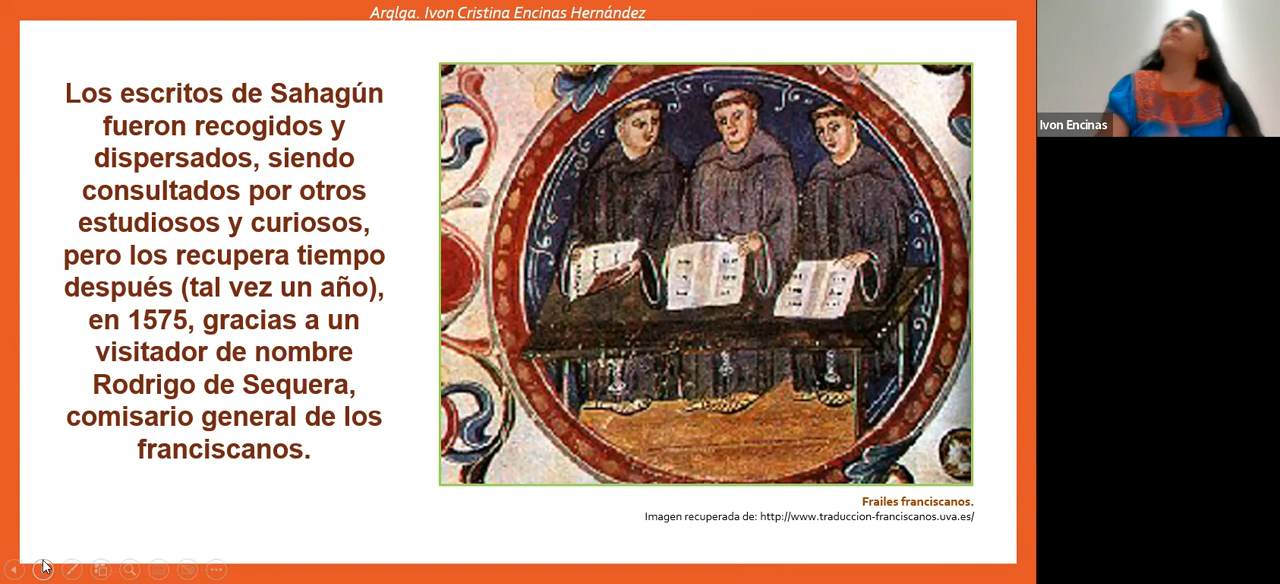 Arqlga. Ivon Cristina Encinas Hernández
Los escritos de Sahagún
fueron recogidos y
dispersados, siendo
consultados por otros
estudiosos y curiosos,
pero los recupera tiempo
después (tal vez un año),
en 1575, gracias a un
visitador de nombre
Rodrigo de Sequera,
comisario general de los
franciscanos.
Frailes franciscanos.
Imagen recuperada de: http://www.traduccion-franciscanos.uva.es/
Ivon Encinas